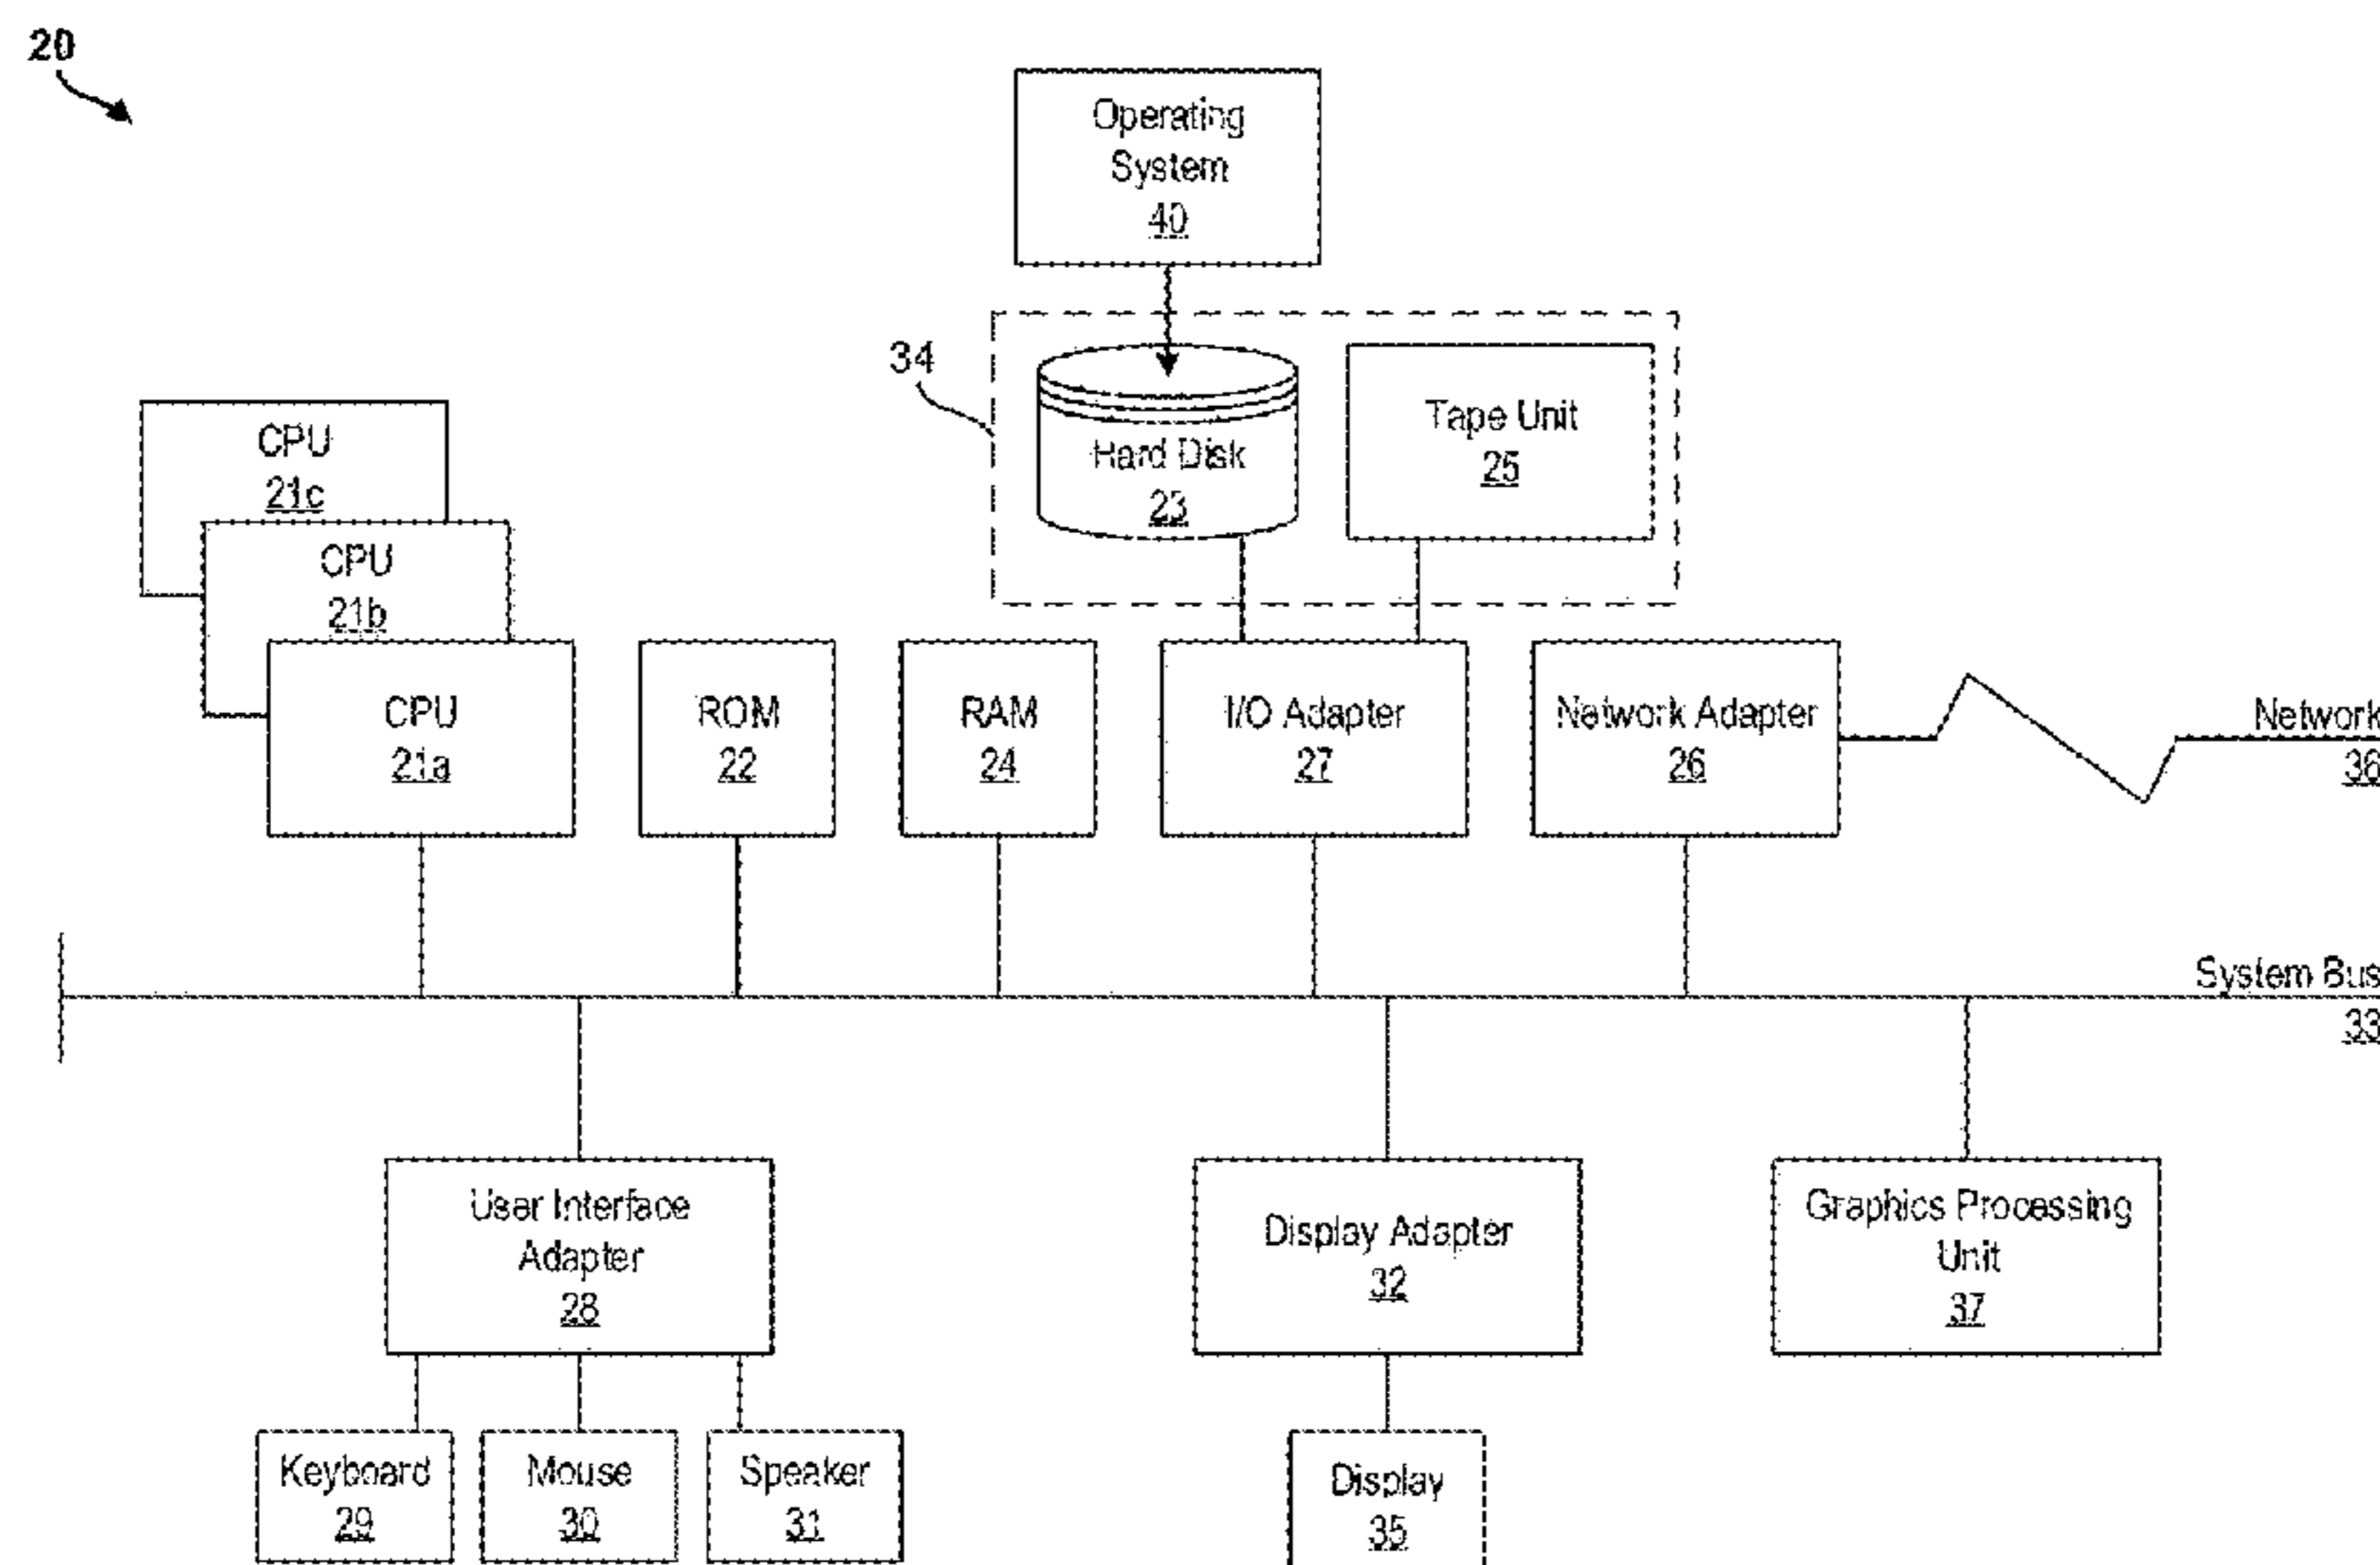 20
Operating
System
40
34
Hard Disk
23
Tape Unit
25
CPU
21c
CPU
21b
CPU
21a
ROM
22
RAM
24
I/O Adapter
27
Network Adapter
26
Network
36
System Bus
33
User Interface
Adapter
28
Display Adapter
32
Graphics Processing
Unit
37
Keyboard
29
Mouse
30
Speaker
31
Display
35